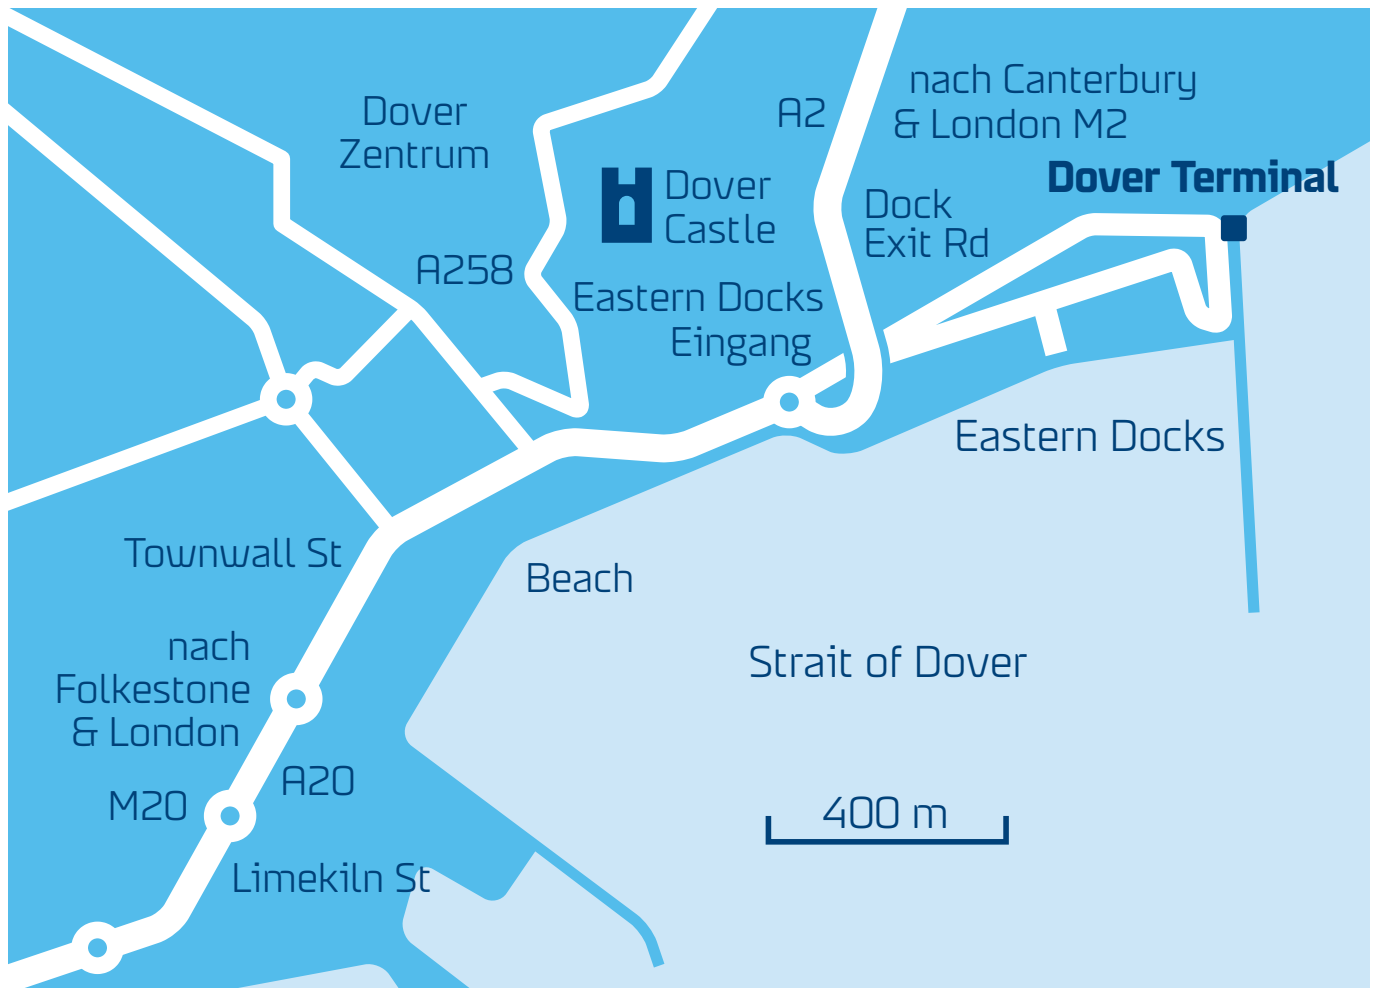 nach Canterbury
& London M2
A2
Dover
Zentrum
Dover Terminal
Dover
Castle
Dock
Exit Rd
A258
Eastern Docks
Eingang
Eastern Docks
Townwall St
Beach
nach
Folkestone
& London
Strait of Dover
A20
M20
400 m
Limekiln St